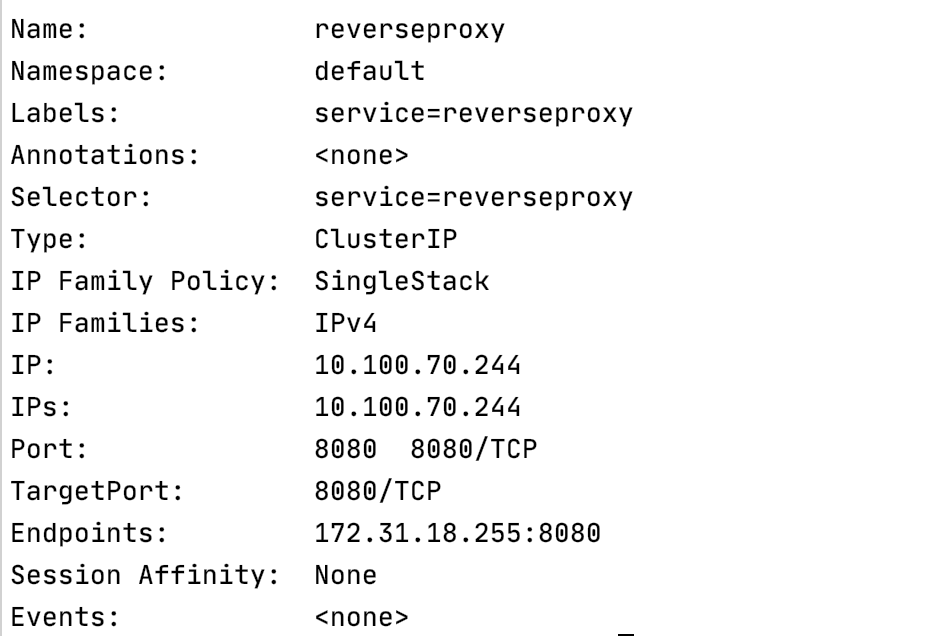 Name: reverseproxy
Namespace: default
Labels: service=reverseproxy
Annotations: <none>
Selector: service=reverseproxy
Type: ClusterIP
IP Family Policy: SingleStack
IP Families: IPv4
IP: 10.100.70.244
IPs: 10.100.70.244
Port: 8080 8080/TCP
TargetPort: 8080/TCP
Endpoints: 172.31.18.255:8080
Session Affinity: None
Events: <none>